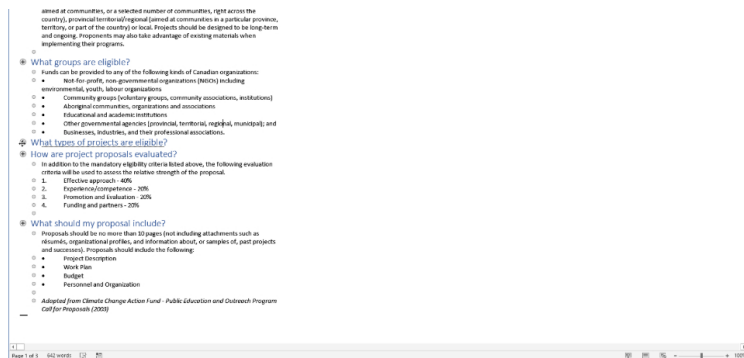 aimed at communities, or a selected number of communities, right across the
country), provincial territorial/regional (aimed at communities in a particular province,
territory, or part of the country) or local. Projects should be designed to be long-term
and ongoing. Proponents may also take advantage of existing materials when
implementing their programs.
What groups are eligible?
Funds can be provided to any of the following kinds of Canadian organizations:
• Not-for-profit, non-governmental organizations (NGOs) including
environmental, youth, labour organizations
• Community groups (voluntary groups, community associations, institutions)
• Aboriginal communities, organizations and associations
• Educational and academic institutions
• Other governmental agencies (provincial, territorial, regional, municipal); and
• Businesses, industries, and their professional associations.
What types of projects are eligible?
How are project proposals evaluated?
In addition to the mandatory eligibility criteria listed above, the following evaluation
criteria will be used to assess the relative strength of the proposal.
1. Effective approach - 40%
2. Experience/competence - 20%
3. Promotion and Evaluation - 20%
4. Funding and partners - 20%
What should my proposal include?
Proposals should be no more than 10 pages (not including attachments such as
résumés, organizational profiles, and information about, or samples of, past projects
and successes). Proposals should include the following:
• Project Description
• Work Plan
• Budget
• Personnel and Organization
Adapted from Climate Change Action Fund - Public Education and Outreach Program
Call for Proposals (2003)
Page 1 of 3 642 words
100%